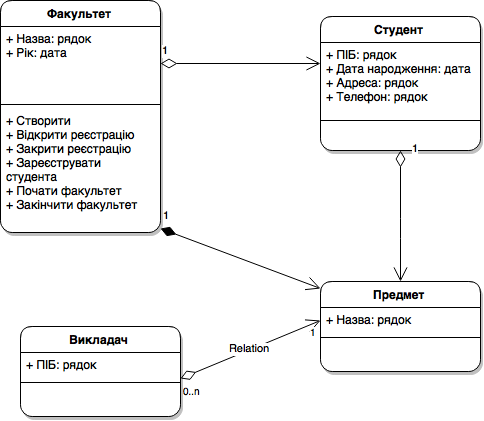 Факультет
+ Назва: рядок
+ Рік: дата
+ Створити
+ Відкрити реєстрацію
+ Закрити реєстрацію
+ Зареєструвати
студента
+ Почати факультет
+ Закінчити факультет
1
1
Студент
+ ПІБ: рядок
+ Дата народження: дата
+ Адреса: рядок
+ Телефон: рядок
1
Предмет
+ Назва: рядок
1
Relation
Викладач
+ ПІБ: рядок
0..n